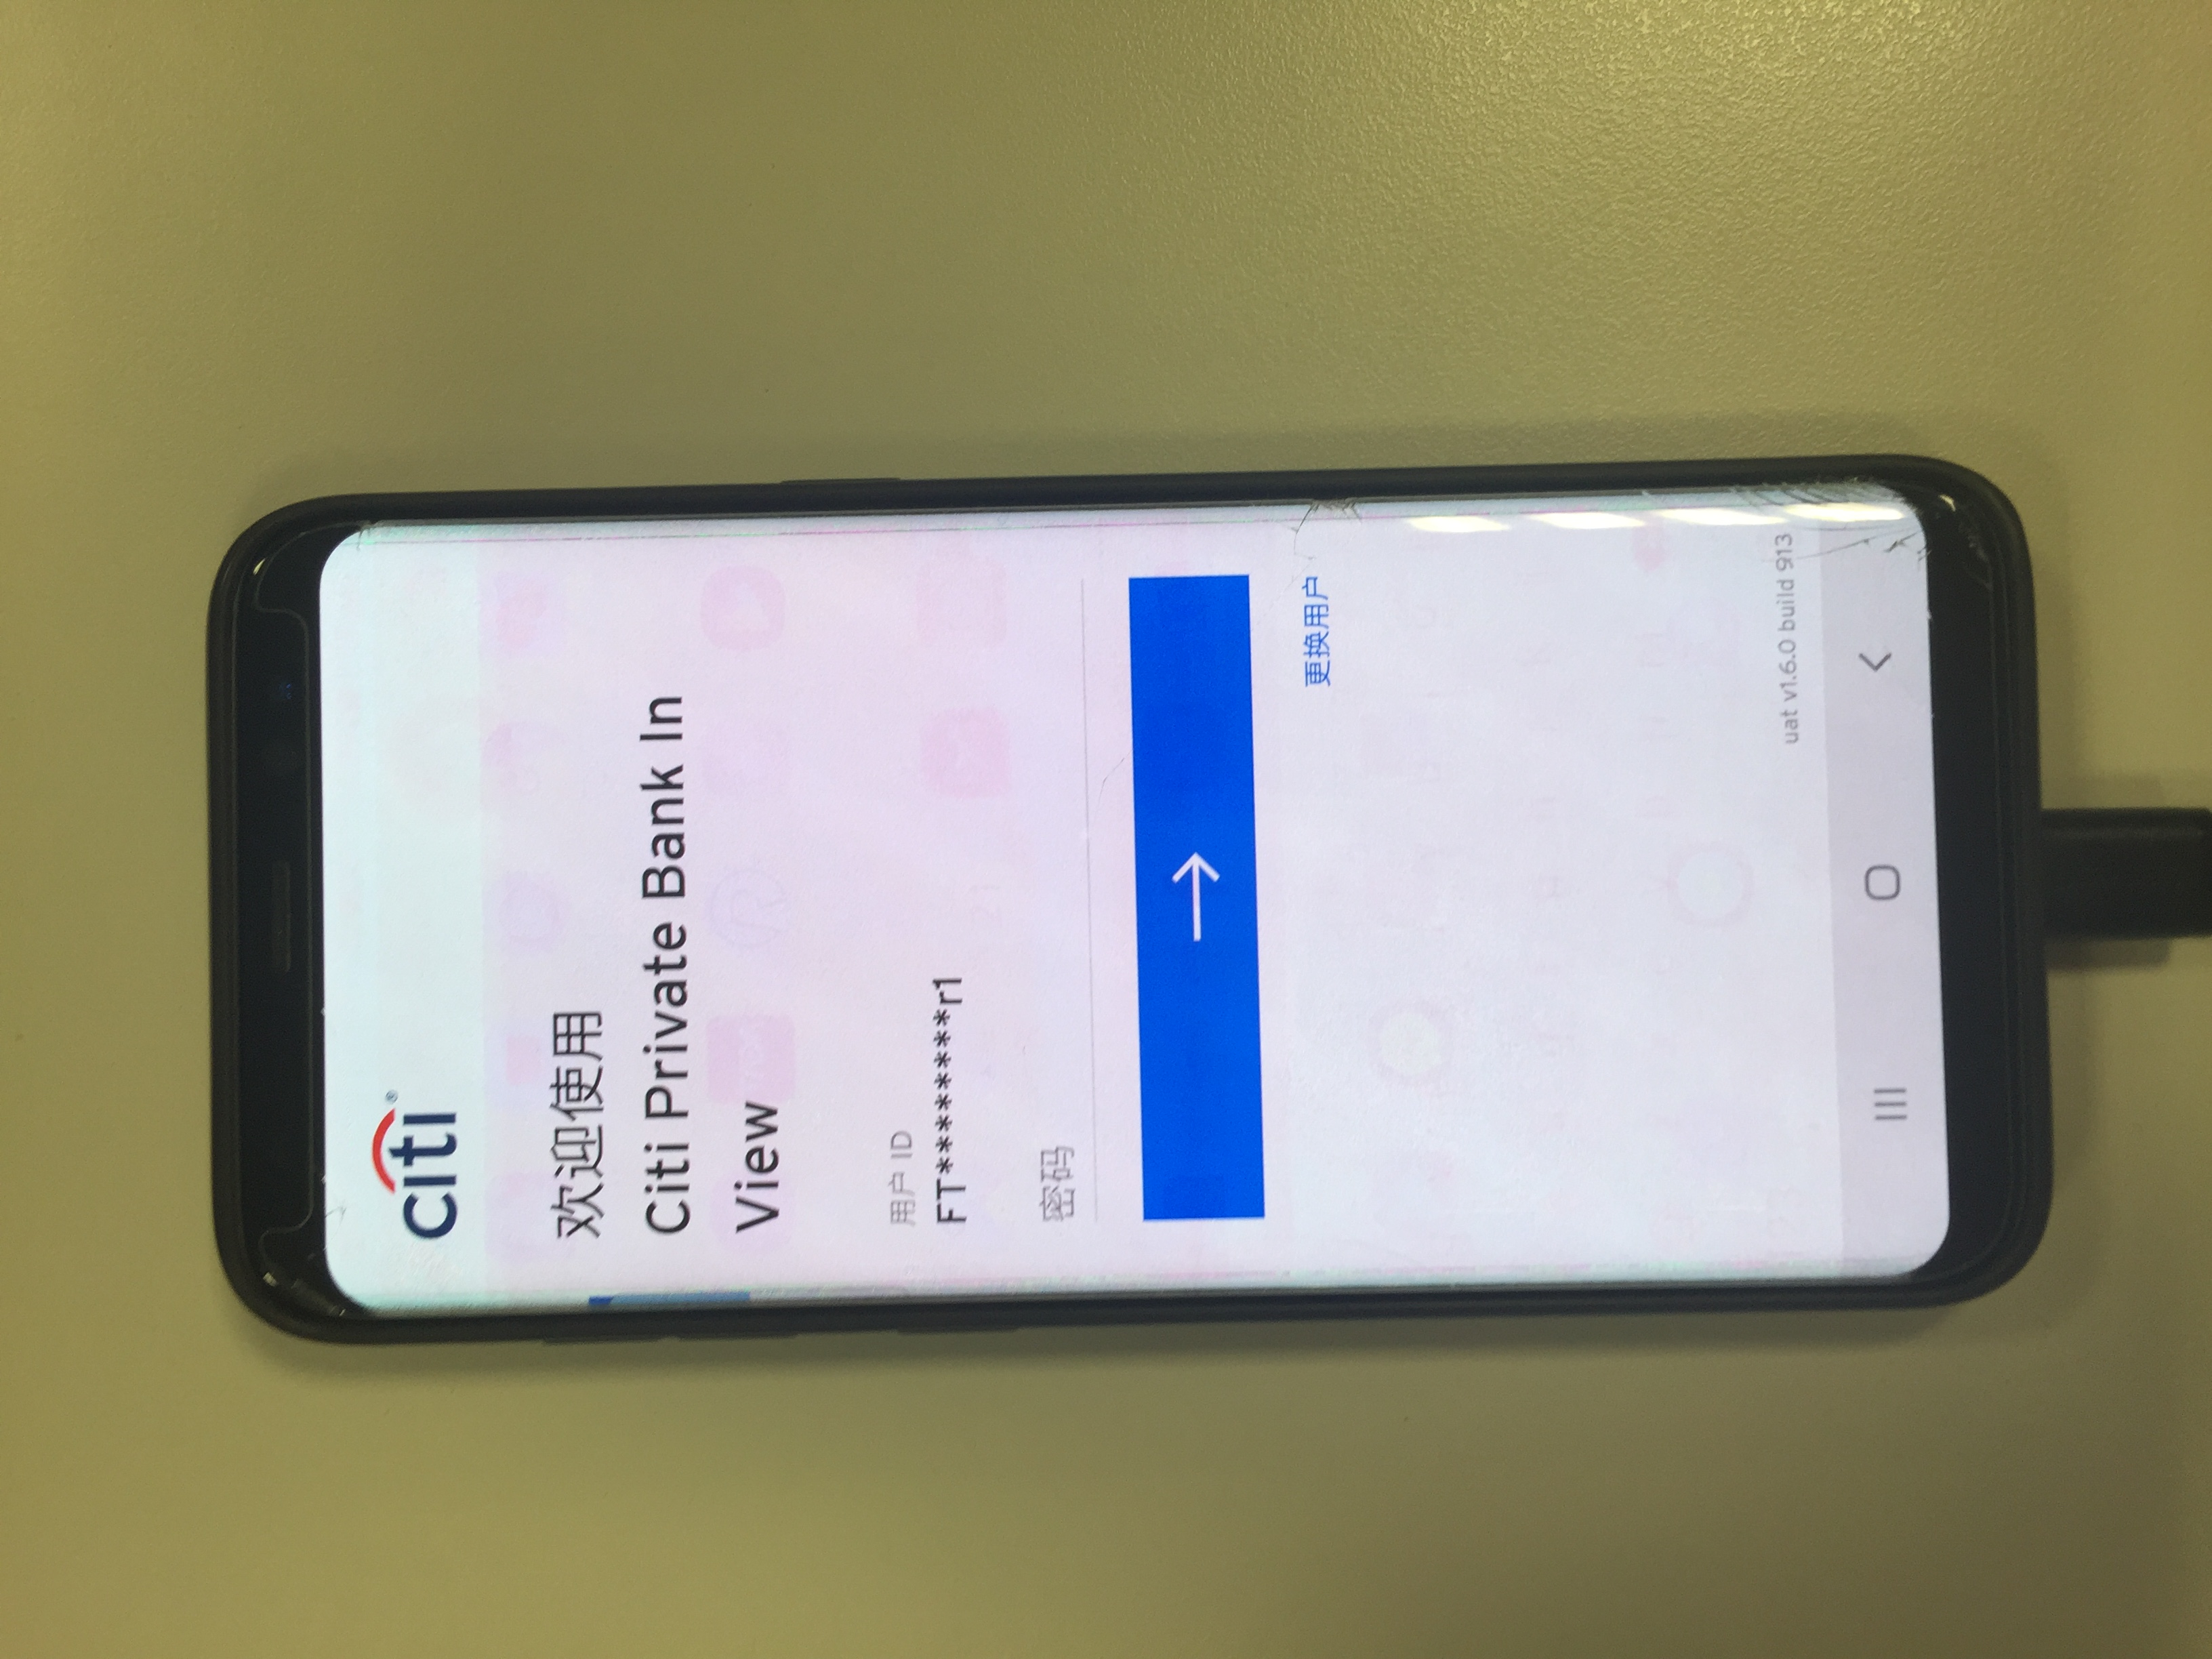 citi®
欢迎使用
Citi Private Bank In
View
用户 ID
FT********r1
密码
更换用户
uat v1.6.0 build 913